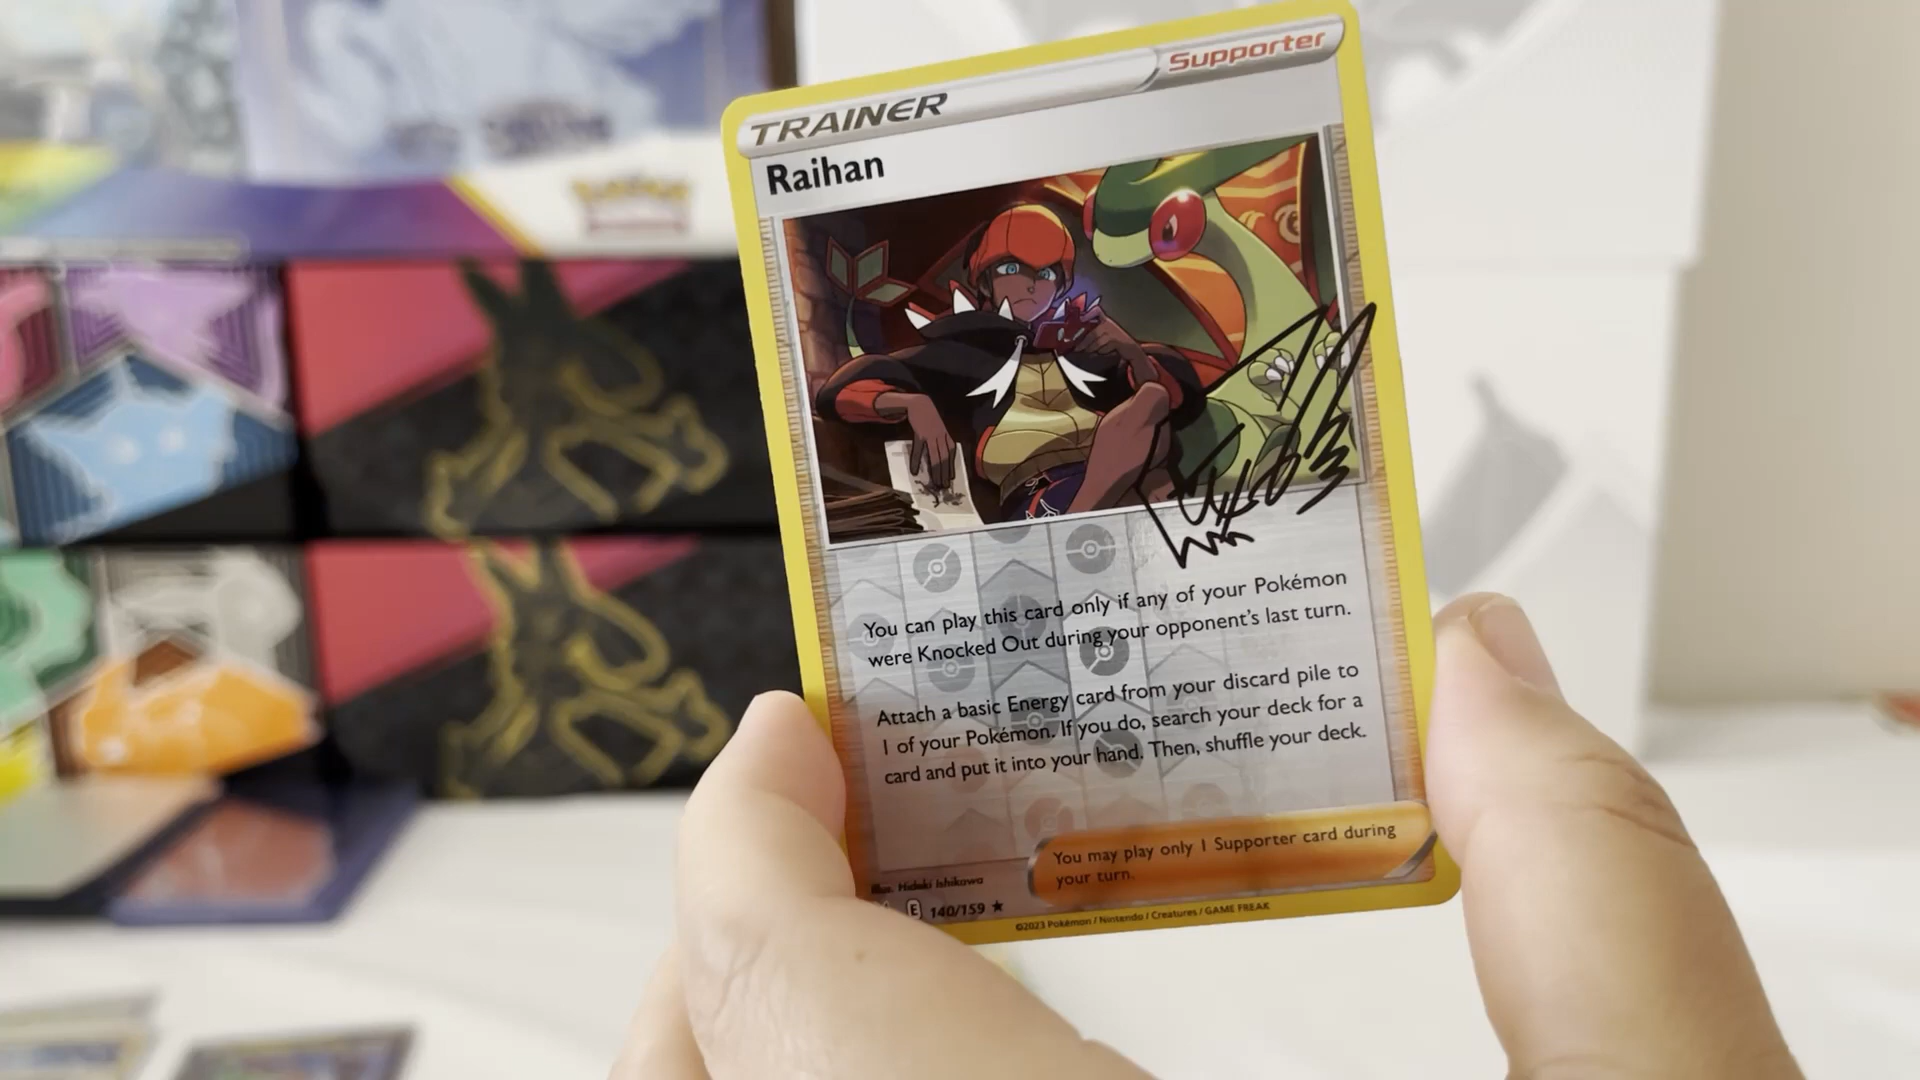 Supporter
TRAINER
Raihan
You can play this card only if any of your Pokémon
were Knocked Out during your opponent's last turn.
Attach a basic Energy card from your discard pile to
1 of your Pokémon. If you do, search your deck for a
card and put it into your hand. Then, shuffle your deck.
You may play only 1 Supporter card during
your turn.
Illus. Hideki Ishikawa
E 140/159 ★
©2023 Pokémon / Nintendo / Creatures / GAME FREAK
Pokémon